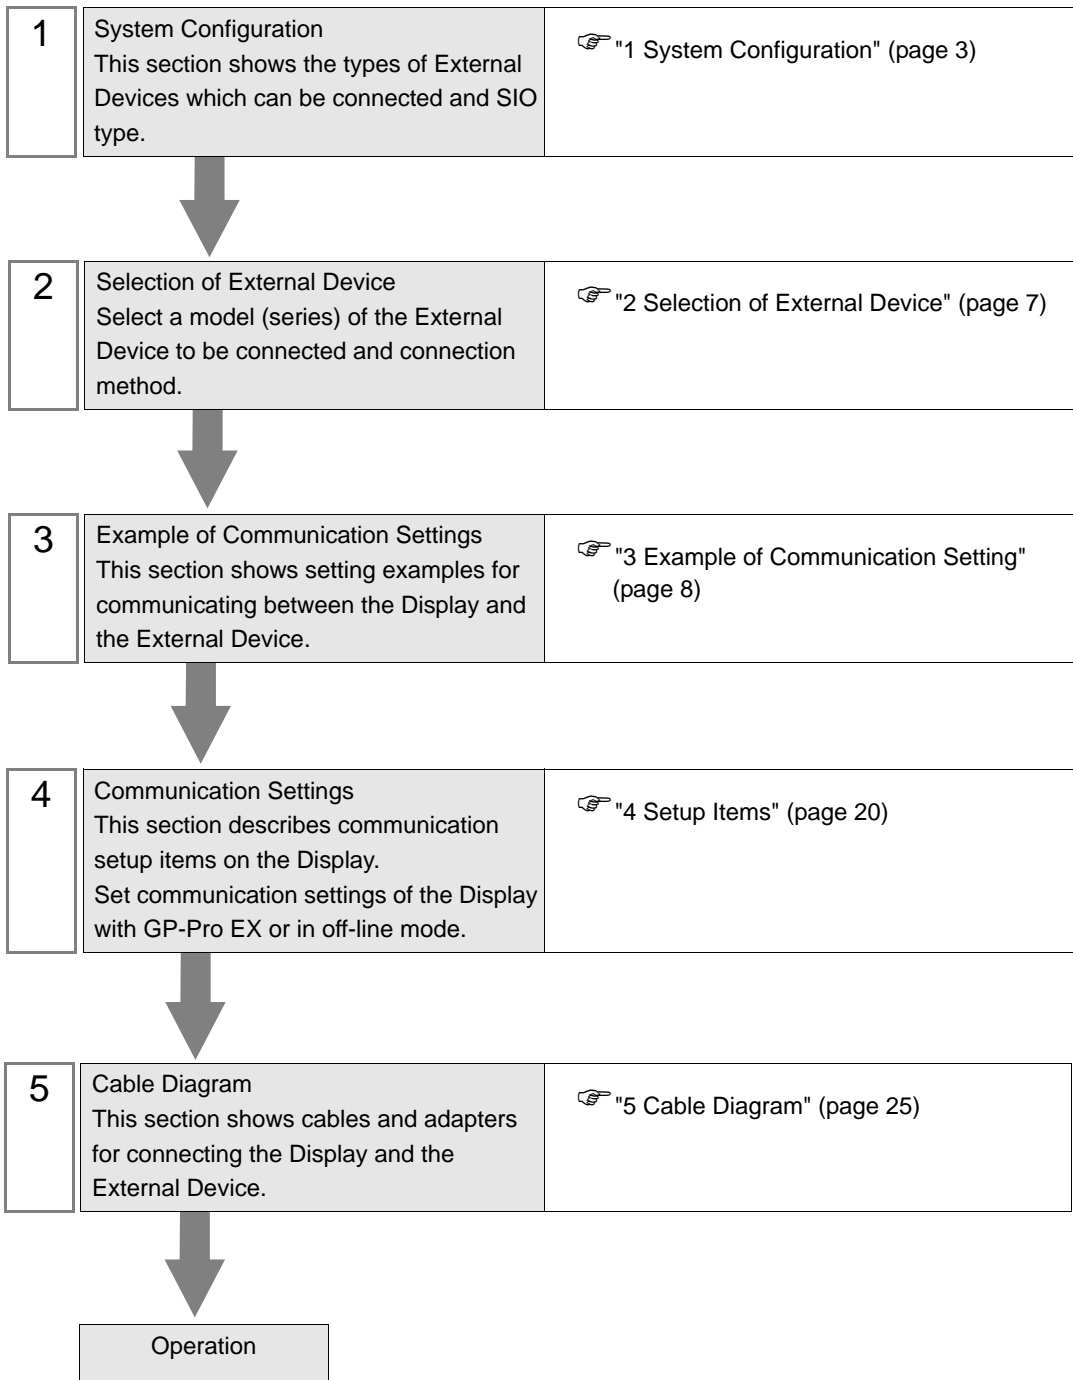 1
System Configuration
This section shows the types of External
Devices which can be connected and SIO
type.
"1 System Configuration" (page 3)
2
Selection of External Device
Select a model (series) of the External
Device to be connected and connection
method.
"2 Selection of External Device" (page 7)
3
Example of Communication Settings
This section shows setting examples for
communicating between the Display and
the External Device.
"3 Example of Communication Setting"
(page 8)
4
Communication Settings
This section describes communication
setup items on the Display.
Set communication settings of the Display
with GP-Pro EX or in off-line mode.
"4 Setup Items" (page 20)
5
Cable Diagram
This section shows cables and adapters
for connecting the Display and the
External Device.
"5 Cable Diagram" (page 25)
Operation